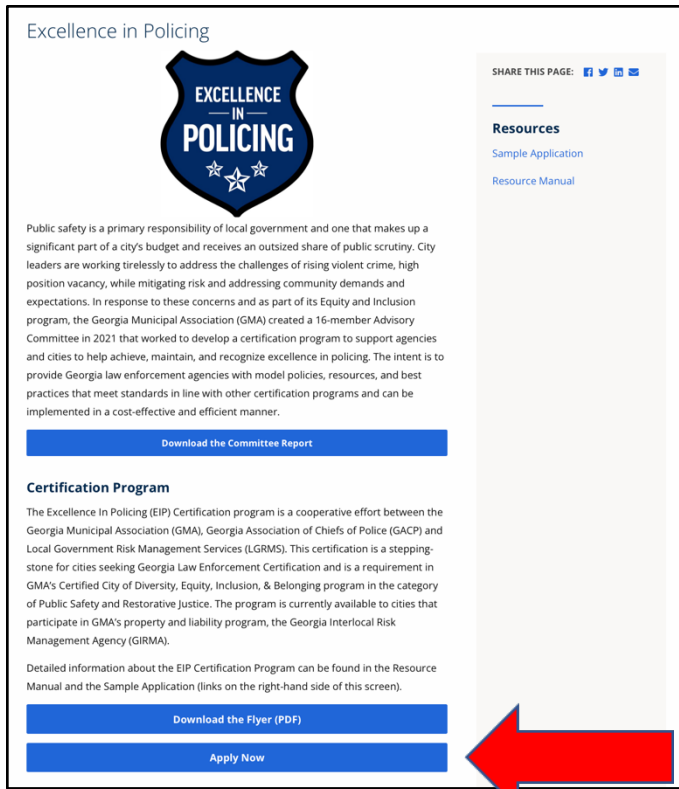 Excellence in Policing
EXCELLENCE
IN
POLICING
Public safety is a primary responsibility of local government and one that makes up a
significant part of a city's budget and receives an outsized share of public scrutiny. City
leaders are working tirelessly to address the challenges of rising violent crime, high
position vacancy, while mitigating risk and addressing community demands and
expectations. In response to these concerns and as part of its Equity and Inclusion
program, the Georgia Municipal Association (GMA) created a 16-member Advisory
Committee in 2021 that worked to develop a certification program to support agencies
and cities to help achieve, maintain, and recognize excellence in policing. The intent is to
provide Georgia law enforcement agencies with model policies, resources, and best
practices that meet standards in line with other certification programs and can be
implemented in a cost-effective and efficient manner.
Download the Committee Report
Certification Program
The Excellence In Policing (EIP) Certification program is a cooperative effort between the
Georgia Municipal Association (GMA), Georgia Association of Chiefs of Police (GACP) and
Local Government Risk Management Services (LGRMS). This certification is a stepping-
stone for cities seeking Georgia Law Enforcement Certification and is a requirement in
GMA's Certified City of Diversity, Equity, Inclusion, & Belonging program in the category
of Public Safety and Restorative Justice. The program is currently available to cities that
participate in GMA's property and liability program, the Georgia Interlocal Risk
Management Agency (GIRMA).
Detailed information about the EIP Certification Program can be found in the Resource
Manual and the Sample Application (links on the right-hand side of this screen).
Download the Flyer (PDF)
Apply Now
SHARE THIS PAGE:
Resources
Sample Application
Resource Manual